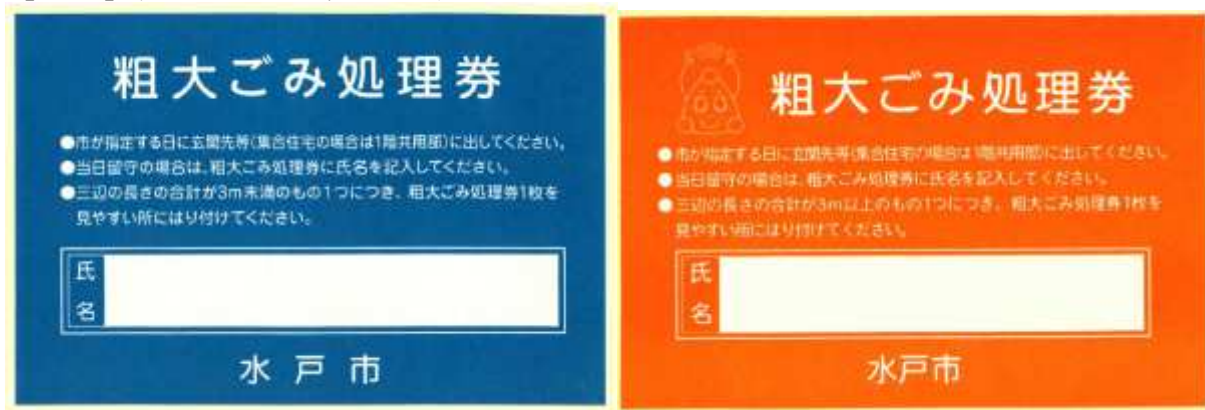 粗大ごみ処理券
●市が指定する日に玄関先等(集合住宅の場合は1階共用部)に出してください。
●当日留守の場合は、粗大ごみ処理券に氏名を記入してください。
●三辺の長さの合計が3m未満のもの1つにつき、粗大ごみ処理券1枚を
見やすい所にはり付けてください。
氏名
水戸市
粗大ごみ処理券
●市が指定する日に玄関先等(集合住宅の場合は1階共用部)に出してください。
●当日留守の場合は、粗大ごみ処理券に氏名を記入してください。
●三辺の長さの合計が3m以上のもの1つにつき、粗大ごみ処理券1枚を
見やすい所にはり付けてください。
氏名
水戸市